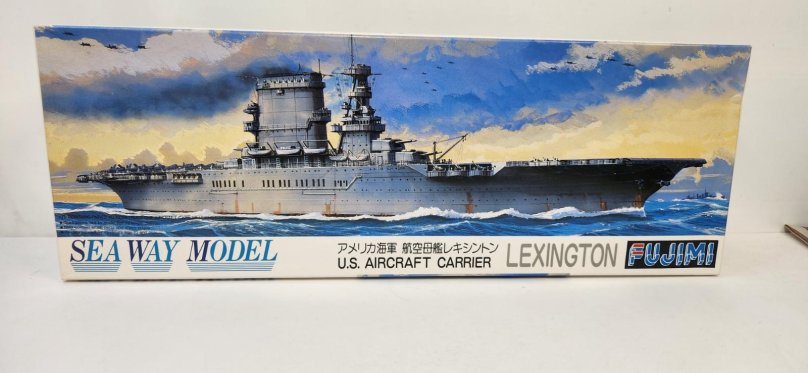 SEA WAY MODEL
アメリカ海軍 航空母艦レキシントン
U.S. AIRCRAFT CARRIER
LEXINGTON
FUJIMI